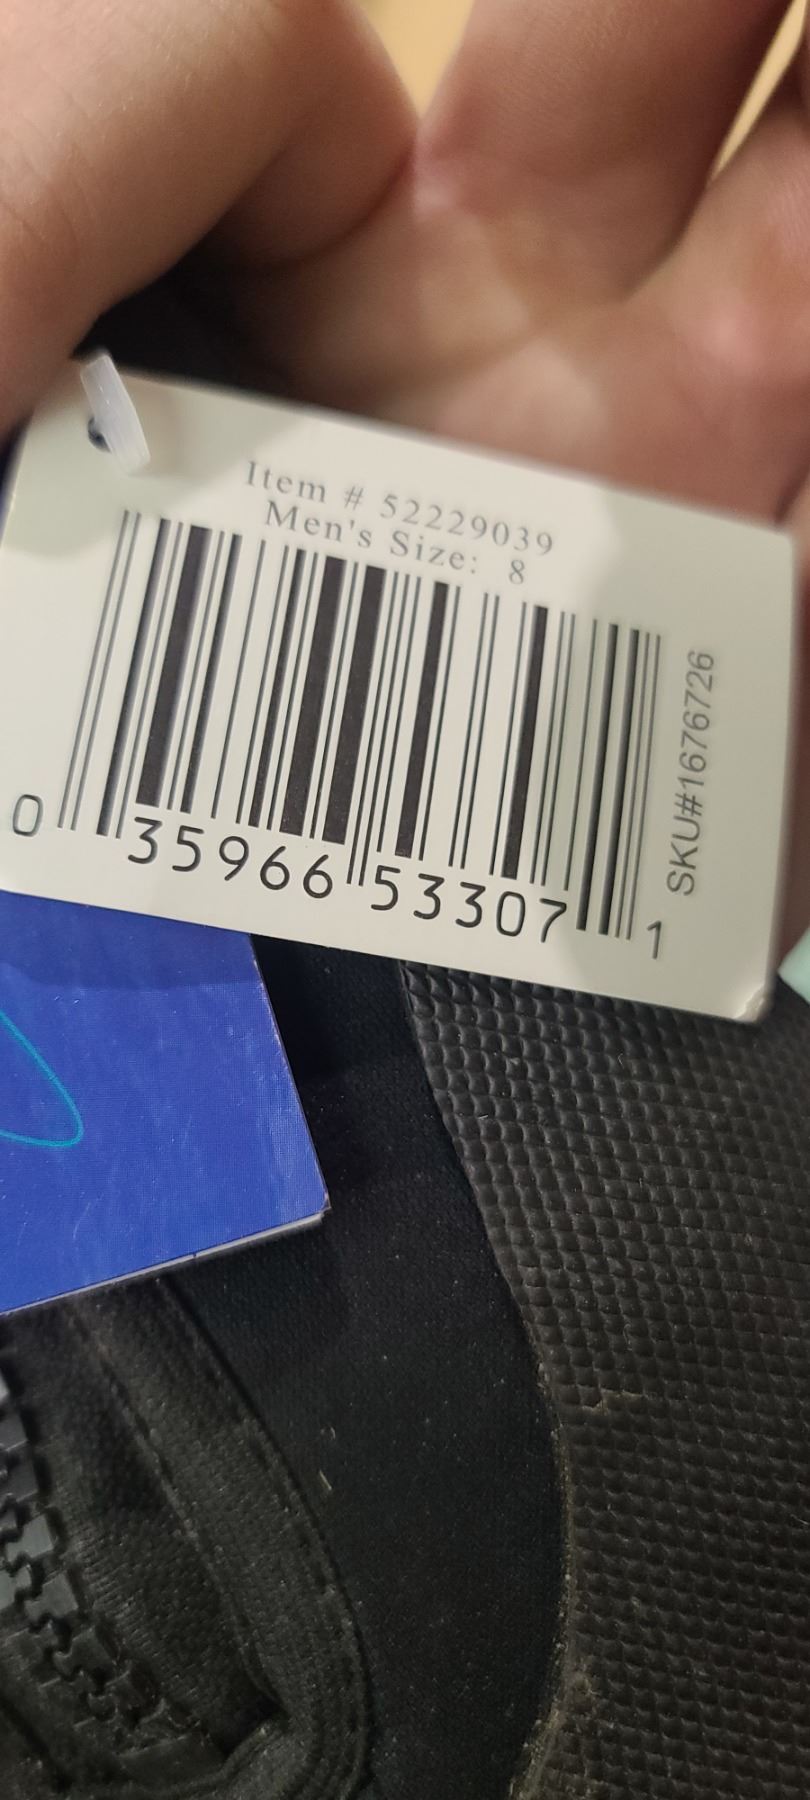 Item # 52229039
Men's Size: 8
0 35966 53307 1
SKU#1676726